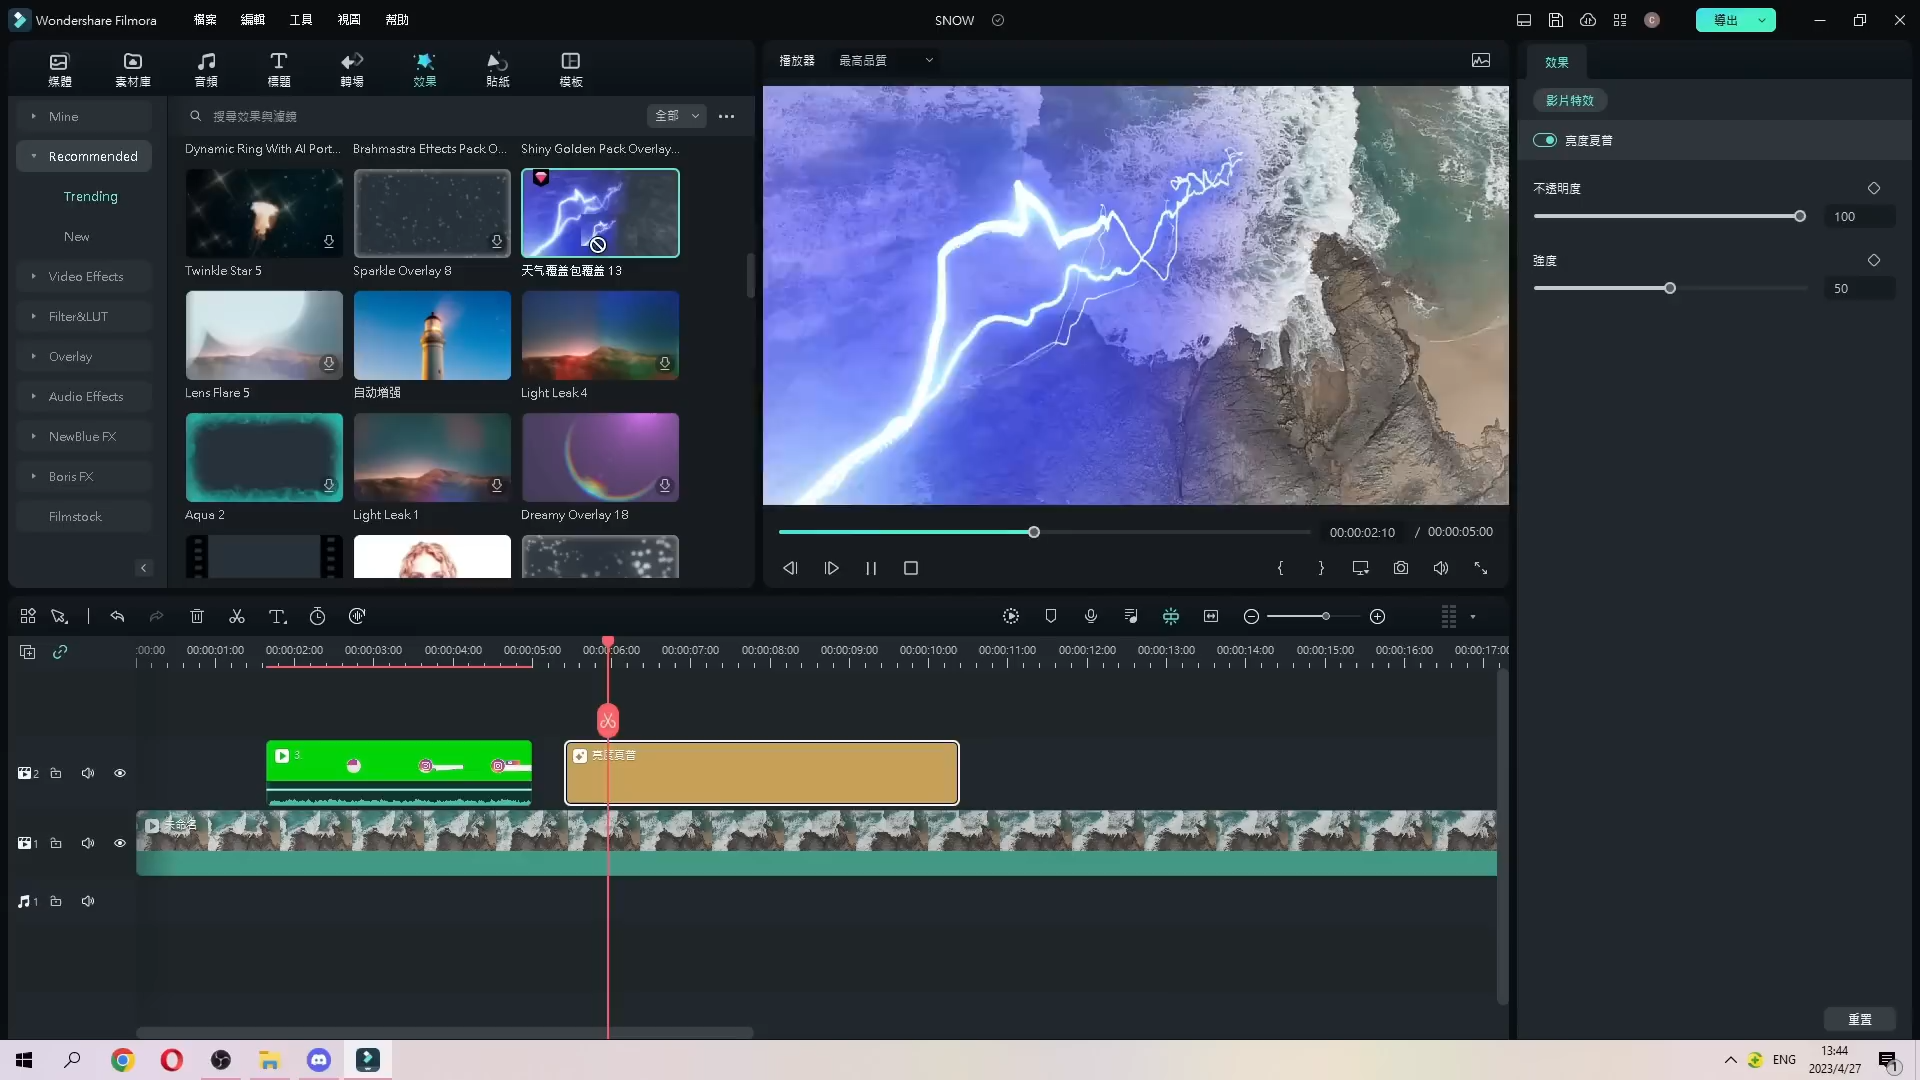 Wondershare Filmora
檔案
編輯
工具
視圖
幫助
SNOW
C
導出
媒體
素材庫
音頻
標題
轉場
效果
貼紙
模板
播放器
最高品質
效果
影片特效
Mine
Recommended
Trending
New
Video Effects
Filter&LUT
Overlay
Audio Effects
NewBlue FX
Boris FX
Filmstock
搜尋效果與濾鏡
全部
Dynamic Ring With AI Port...
Brahmastra Effects Pack O...
Shiny Golden Pack Overlay...
Twinkle Star 5
Sparkle Overlay 8
天气覆盖包覆盖 13
Lens Flare 5
自动增强
Light Leak 4
Aqua 2
Light Leak 1
Dreamy Overlay 18
00:00:02:10 / 00:00:05:00
亮度夏普
不透明度
100
強度
50
:00:00
00:00:01:00
00:00:02:00
00:00:03:00
00:00:04:00
00:00:05:00
00:00:06:00
00:00:07:00
00:00:08:00
00:00:09:00
00:00:10:00
00:00:11:00
00:00:12:00
00:00:13:00
00:00:14:00
00:00:15:00
00:00:16:00
00:00:17:00
3.
亮度夏普
2
未命名
1
1
重置
ENG
13:44
2023/4/27
1